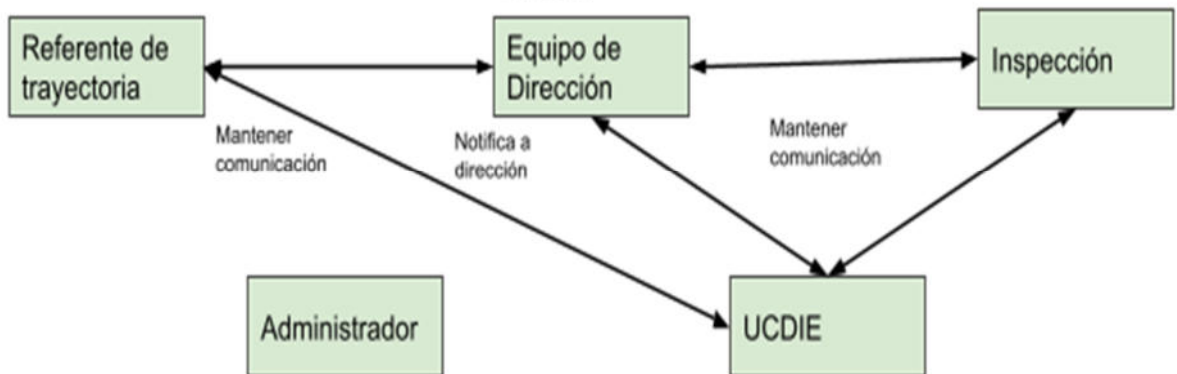 Referente de
trayectoria
Equipo de
Dirección
Inspección
Mantener
comunicación
Notifica a
dirección
Mantener
comunicación
Administrador
UCDIE